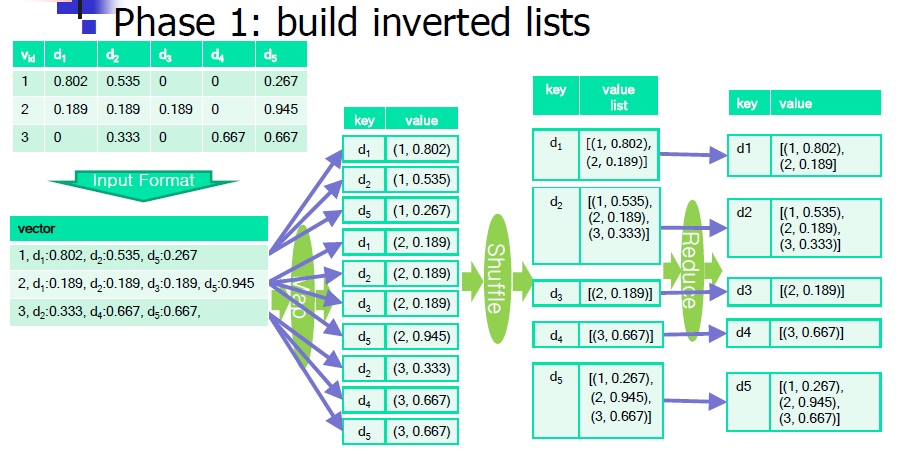 Phase 1: build inverted lists
vid d1 d2 d3 d4 d5
1 0.802 0.535 0 0 0.267
2 0.189 0.189 0.189 0 0.945
3 0 0.333 0 0.667 0.667
Input Format
vector
1, d1:0.802, d2:0.535, d5:0.267
2, d1:0.189, d2:0.189, d3:0.189, d5:0.945
3, d2:0.333, d4:0.667, d5:0.667,
Map
key value
d1 (1, 0.802)
d2 (1, 0.535)
d5 (1, 0.267)
d1 (2, 0.189)
d2 (2, 0.189)
d3 (2, 0.189)
d5 (2, 0.945)
d2 (3, 0.333)
d4 (3, 0.667)
d5 (3, 0.667)
Shuffle
key value
list
d1 [(1, 0.802),
(2, 0.189)]
d2 [(1, 0.535),
(2, 0.189),
(3, 0.333)]
d3 [(2, 0.189)]
d4 [(3, 0.667)]
d5 [(1, 0.267),
(2, 0.945),
(3, 0.667)]
Reduce
key value
d1 [(1, 0.802),
(2, 0.189]
d2 [(1, 0.535),
(2, 0.189),
(3, 0.333)]
d3 [(2, 0.189)]
d4 [(3, 0.667)]
d5 [(1, 0.267),
(2, 0.945),
(3, 0.667)]